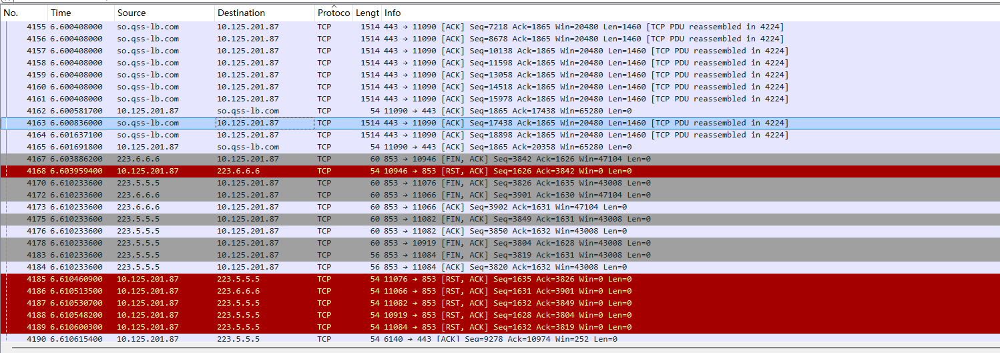 No. Time Source Destination Protoco Lengt Info
4155 6.600408000 so.qss-lb.com 10.125.201.87 TCP 1514 443 → 11090 [ACK] Seq=7218 Ack=1865 Win=20480 Len=1460 [TCP PDU reassembled in 4224]
4156 6.600408000 so.qss-lb.com 10.125.201.87 TCP 1514 443 → 11090 [ACK] Seq=8678 Ack=1865 Win=20480 Len=1460 [TCP PDU reassembled in 4224]
4157 6.600408000 so.qss-lb.com 10.125.201.87 TCP 1514 443 → 11090 [ACK] Seq=10138 Ack=1865 Win=20480 Len=1460 [TCP PDU reassembled in 4224]
4158 6.600408000 so.qss-lb.com 10.125.201.87 TCP 1514 443 → 11090 [ACK] Seq=11598 Ack=1865 Win=20480 Len=1460 [TCP PDU reassembled in 4224]
4159 6.600408000 so.qss-lb.com 10.125.201.87 TCP 1514 443 → 11090 [ACK] Seq=13058 Ack=1865 Win=20480 Len=1460 [TCP PDU reassembled in 4224]
4160 6.600408000 so.qss-lb.com 10.125.201.87 TCP 1514 443 → 11090 [ACK] Seq=14518 Ack=1865 Win=20480 Len=1460 [TCP PDU reassembled in 4224]
4161 6.600408000 so.qss-lb.com 10.125.201.87 TCP 1514 443 → 11090 [ACK] Seq=15978 Ack=1865 Win=20480 Len=1460 [TCP PDU reassembled in 4224]
4162 6.600581700 10.125.201.87 so.qss-lb.com TCP 54 11090 → 443 [ACK] Seq=1865 Ack=17438 Win=65280 Len=0
4163 6.600836000 so.qss-lb.com 10.125.201.87 TCP 1514 443 → 11090 [ACK] Seq=17438 Ack=1865 Win=20480 Len=1460 [TCP PDU reassembled in 4224]
4164 6.601637100 so.qss-lb.com 10.125.201.87 TCP 1514 443 → 11090 [ACK] Seq=18898 Ack=1865 Win=20480 Len=1460 [TCP PDU reassembled in 4224]
4165 6.601691800 10.125.201.87 so.qss-lb.com TCP 54 11090 → 443 [ACK] Seq=1865 Ack=20358 Win=65280 Len=0
4167 6.603886200 223.6.6.6 10.125.201.87 TCP 60 853 → 10946 [FIN, ACK] Seq=3842 Ack=1626 Win=47104 Len=0
4168 6.603959400 10.125.201.87 223.6.6.6 TCP 54 10946 → 853 [RST, ACK] Seq=1626 Ack=3842 Win=0 Len=0
4170 6.610233600 223.5.5.5 10.125.201.87 TCP 60 853 → 11076 [FIN, ACK] Seq=3826 Ack=1635 Win=43008 Len=0
4172 6.610233600 223.6.6.6 10.125.201.87 TCP 60 853 → 11066 [FIN, ACK] Seq=3901 Ack=1630 Win=47104 Len=0
4173 6.610233600 223.6.6.6 10.125.201.87 TCP 60 853 → 11066 [ACK] Seq=3902 Ack=1631 Win=47104 Len=0
4175 6.610233600 223.5.5.5 10.125.201.87 TCP 60 853 → 11082 [FIN, ACK] Seq=3849 Ack=1631 Win=43008 Len=0
4176 6.610233600 223.5.5.5 10.125.201.87 TCP 60 853 → 11082 [ACK] Seq=3850 Ack=1632 Win=43008 Len=0
4178 6.610233600 223.5.5.5 10.125.201.87 TCP 60 853 → 10919 [FIN, ACK] Seq=3804 Ack=1628 Win=43008 Len=0
4183 6.610233600 223.5.5.5 10.125.201.87 TCP 56 853 → 11084 [FIN, ACK] Seq=3819 Ack=1631 Win=43008 Len=0
4184 6.610233600 223.5.5.5 10.125.201.87 TCP 56 853 → 11084 [ACK] Seq=3820 Ack=1632 Win=43008 Len=0
4185 6.610460900 10.125.201.87 223.5.5.5 TCP 54 11076 → 853 [RST, ACK] Seq=1635 Ack=3826 Win=0 Len=0
4186 6.610513500 10.125.201.87 223.6.6.6 TCP 54 11066 → 853 [RST, ACK] Seq=1631 Ack=3901 Win=0 Len=0
4187 6.610530700 10.125.201.87 223.5.5.5 TCP 54 11082 → 853 [RST, ACK] Seq=1632 Ack=3849 Win=0 Len=0
4188 6.610548200 10.125.201.87 223.5.5.5 TCP 54 10919 → 853 [RST, ACK] Seq=1628 Ack=3804 Win=0 Len=0
4189 6.610600300 10.125.201.87 223.5.5.5 TCP 54 11084 → 853 [RST, ACK] Seq=1632 Ack=3819 Win=0 Len=0
4190 6.610615400 10.125.201.87 223.5.5.5 TCP 54 6140 → 443 [ACK] Seq=9278 Ack=10974 Win=252 Len=0